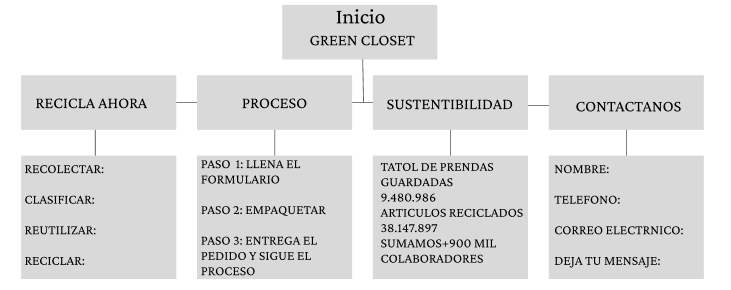 Inicio
GREEN CLOSET
RECICLA AHORA
PROCESO
SUSTENTIBILIDAD
CONTACTANOS
RECOLECTAR:
CLASIFICAR:
REUTILIZAR:
RECICLAR:
PASO 1: LLENA EL
FORMULARIO
PASO 2: EMPAQUETAR
PASO 3: ENTREGA EL
PEDIDO Y SIGUE EL
PROCESO
TATOL DE PRENDAS
GUARDADAS
9.480.986
ARTICULOS RECICLADOS
38.147.897
SUMAMOS+900 MIL
COLABORADORES
NOMBRE:
TELEFONO:
CORREO ELECTRNICO:
DEJA TU MENSAJE: